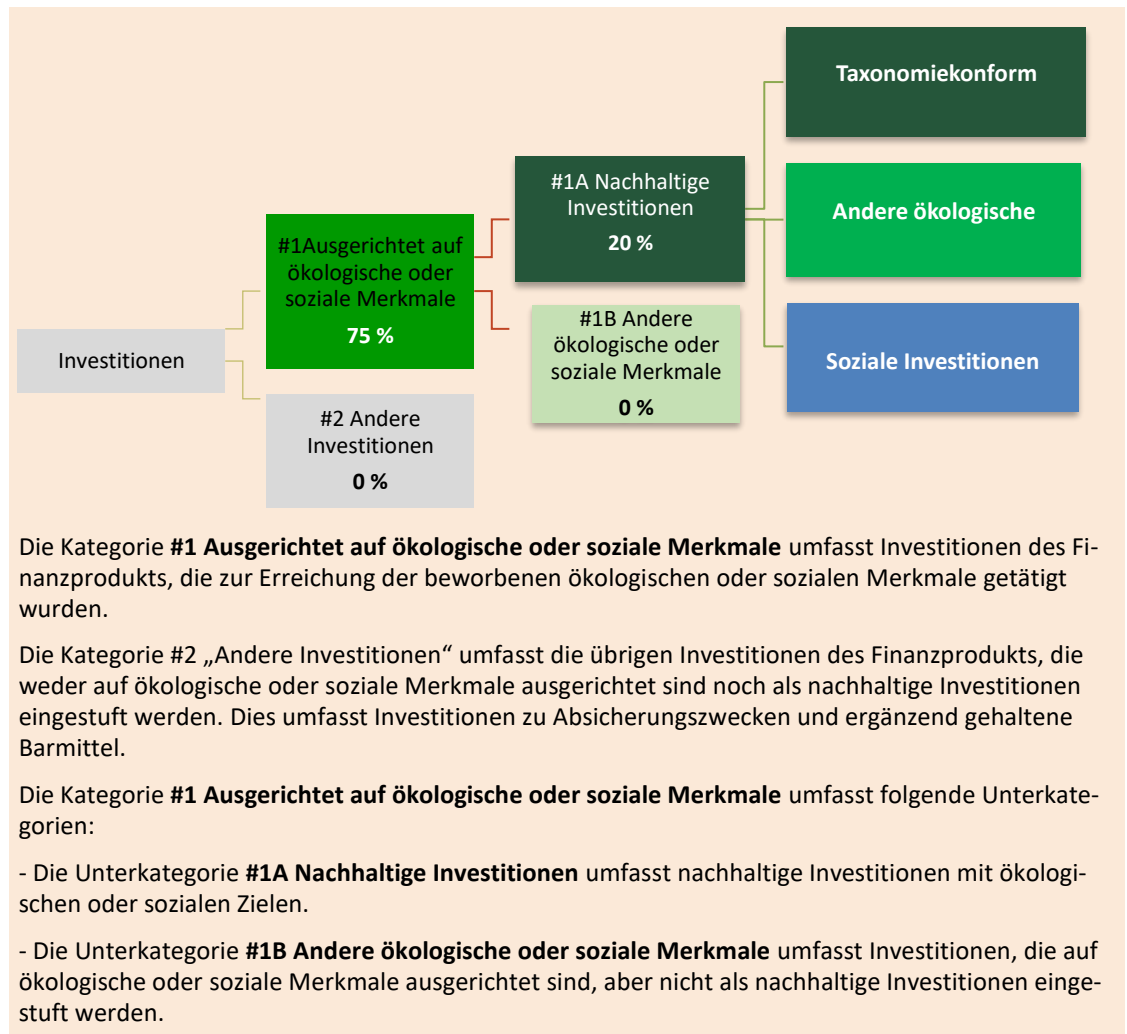 Taxonomiekonform
#1A Nachhaltige
Investitionen
20 %
Andere ökologische
#1Ausgerichtet auf
ökologische oder
soziale Merkmale
75 %
#1B Andere
ökologische oder
soziale Merkmale
0 %
Soziale Investitionen
Investitionen
#2 Andere
Investitionen
0 %
Die Kategorie #1 Ausgerichtet auf ökologische oder soziale Merkmale umfasst Investitionen des Fi-
nanzprodukts, die zur Erreichung der beworbenen ökologischen oder sozialen Merkmale getätigt
wurden.
Die Kategorie #2 „Andere Investitionen“ umfasst die übrigen Investitionen des Finanzprodukts, die
weder auf ökologische oder soziale Merkmale ausgerichtet sind noch als nachhaltige Investitionen
eingestuft werden. Dies umfasst Investitionen zu Absicherungszwecken und ergänzend gehaltene
Barmittel.
Die Kategorie #1 Ausgerichtet auf ökologische oder soziale Merkmale umfasst folgende Unterkate-
gorien:
- Die Unterkategorie #1A Nachhaltige Investitionen umfasst nachhaltige Investitionen mit ökologi-
schen oder sozialen Zielen.
- Die Unterkategorie #1B Andere ökologische oder soziale Merkmale umfasst Investitionen, die auf
ökologische oder soziale Merkmale ausgerichtet sind, aber nicht als nachhaltige Investitionen einge-
stuft werden.